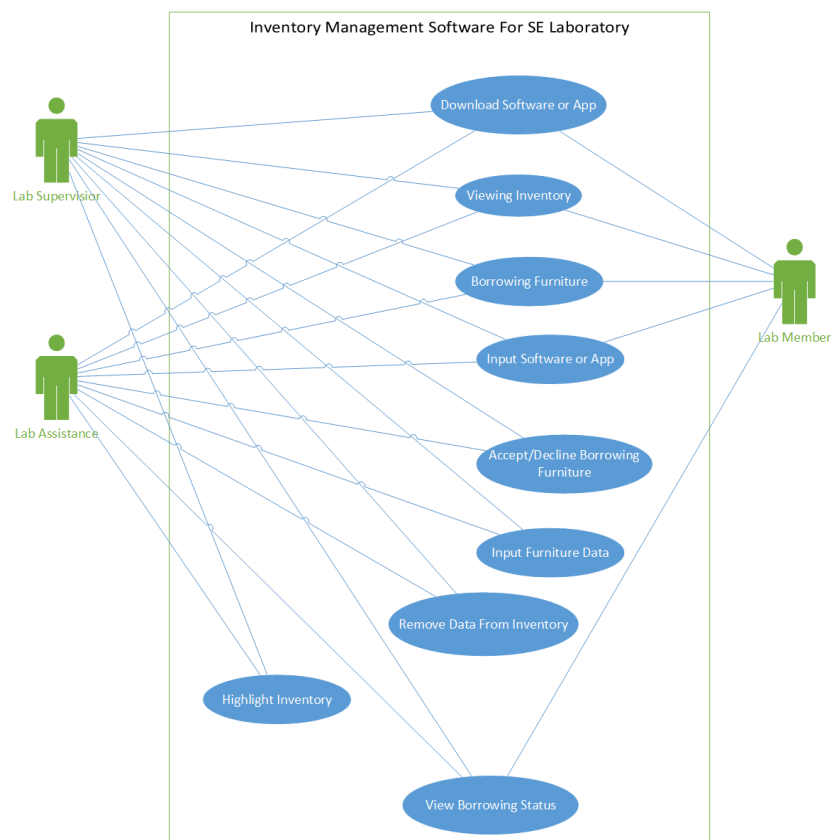 Inventory Management Software For SE Laboratory
Download Software or App
Lab Supervisior
Viewing Inventory
Borrowing Furniture
Lab Member
Input Software or App
Lab Assistance
Accept/Decline Borrowing
Furniture
Input Furniture Data
Remove Data From Inventory
Highlight Inventory
View Borrowing Status